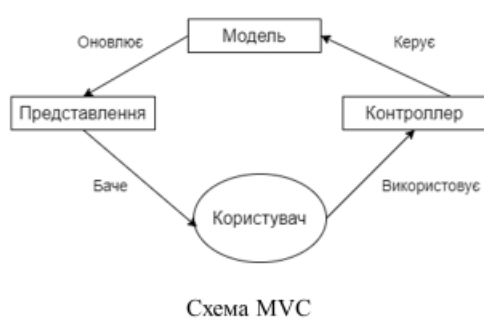 Модель
Оновлює
Керує
Представлення
Контроллер
Баче
Використовує
Користувач
Схема MVC